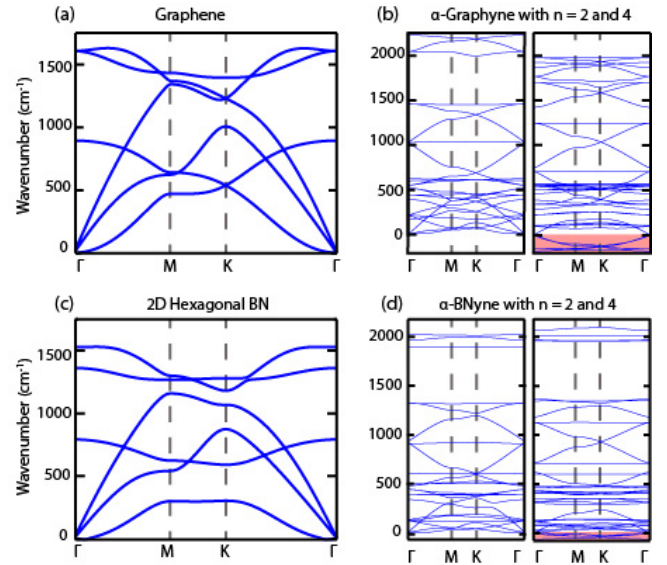 (a) Graphene
(b) α-Graphyne with n = 2 and 4
Wavenumber (cm⁻¹)
1500
1000
500
0
Γ M K Γ
2000
1500
1000
500
0
Γ M K Γ Γ M K Γ
(c) 2D Hexagonal BN
(d) α-BNyne with n = 2 and 4
Wavenumber (cm⁻¹)
1500
1000
500
0
Γ M K Γ
2000
1500
1000
500
0
Γ M K Γ Γ M K Γ